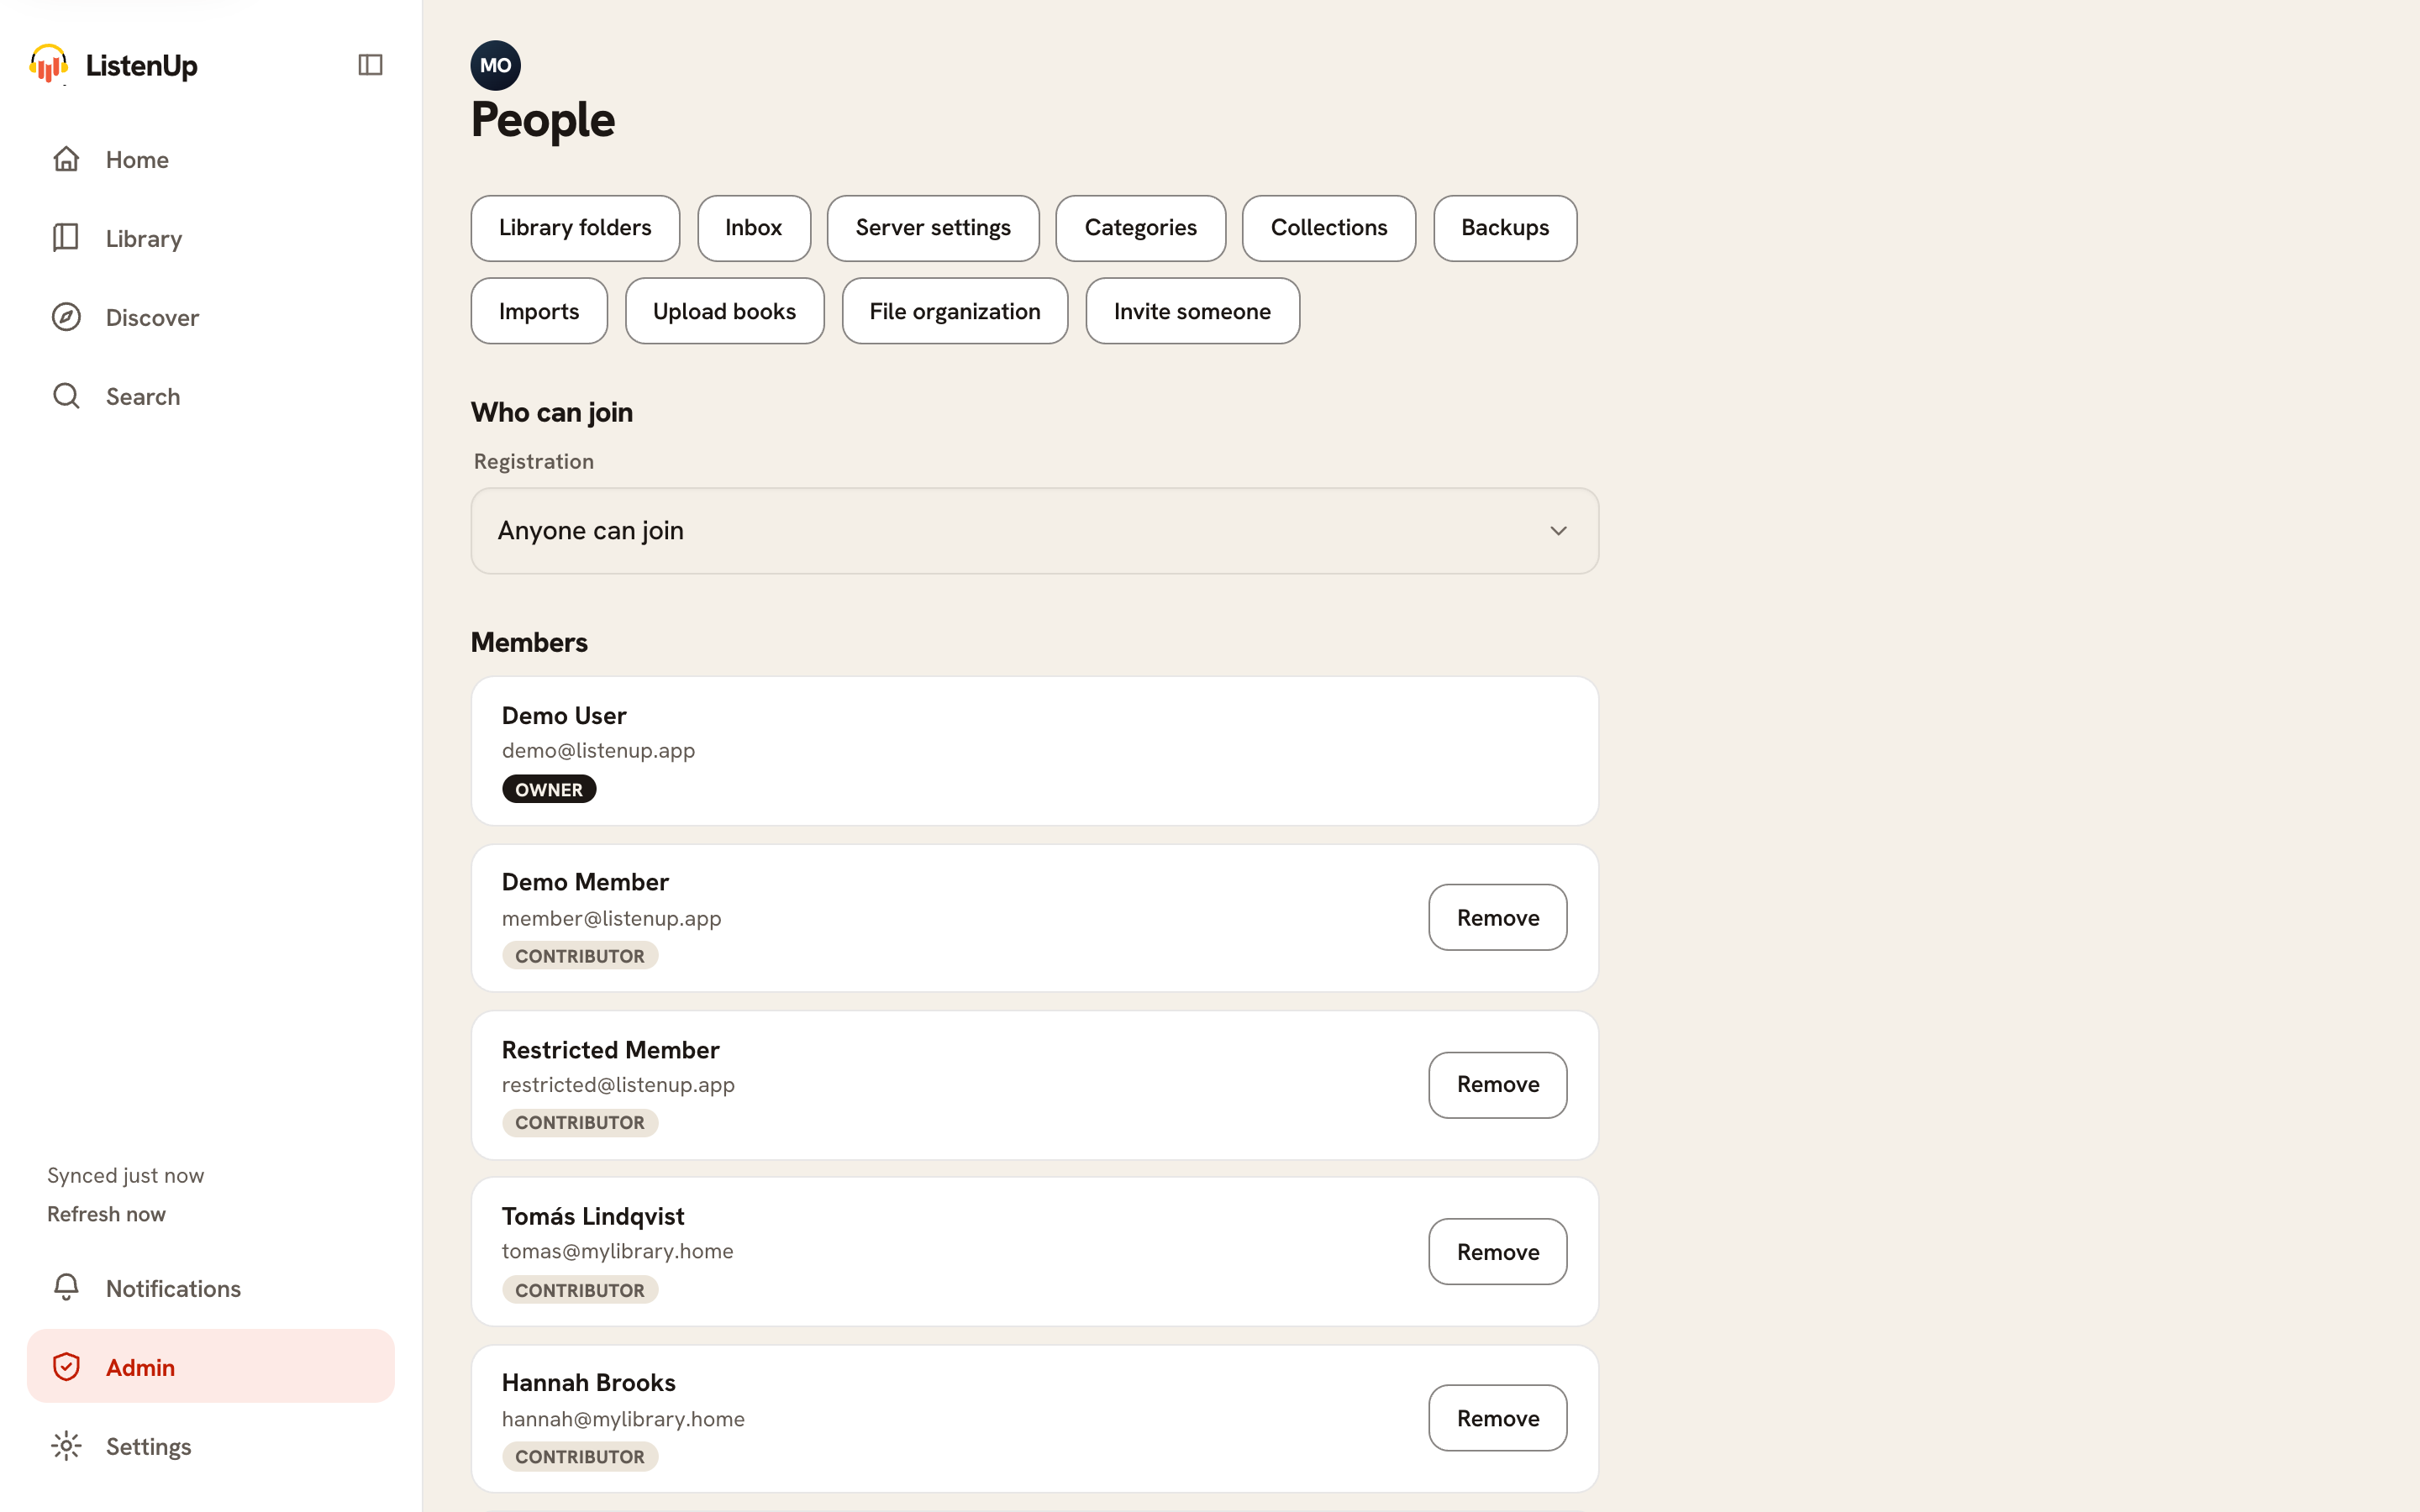 ListenUp
Home
Library
Discover
Search
Synced just now
Refresh now
Notifications
Admin
Settings
MO
People
Library folders
Inbox
Server settings
Categories
Collections
Backups
Imports
Upload books
File organization
Invite someone
Who can join
Registration
Anyone can join
Members
Demo User
demo@listenup.app
OWNER
Demo Member
member@listenup.app
CONTRIBUTOR
Remove
Restricted Member
restricted@listenup.app
CONTRIBUTOR
Remove
Tomás Lindqvist
tomas@mylibrary.home
CONTRIBUTOR
Remove
Hannah Brooks
hannah@mylibrary.home
CONTRIBUTOR
Remove